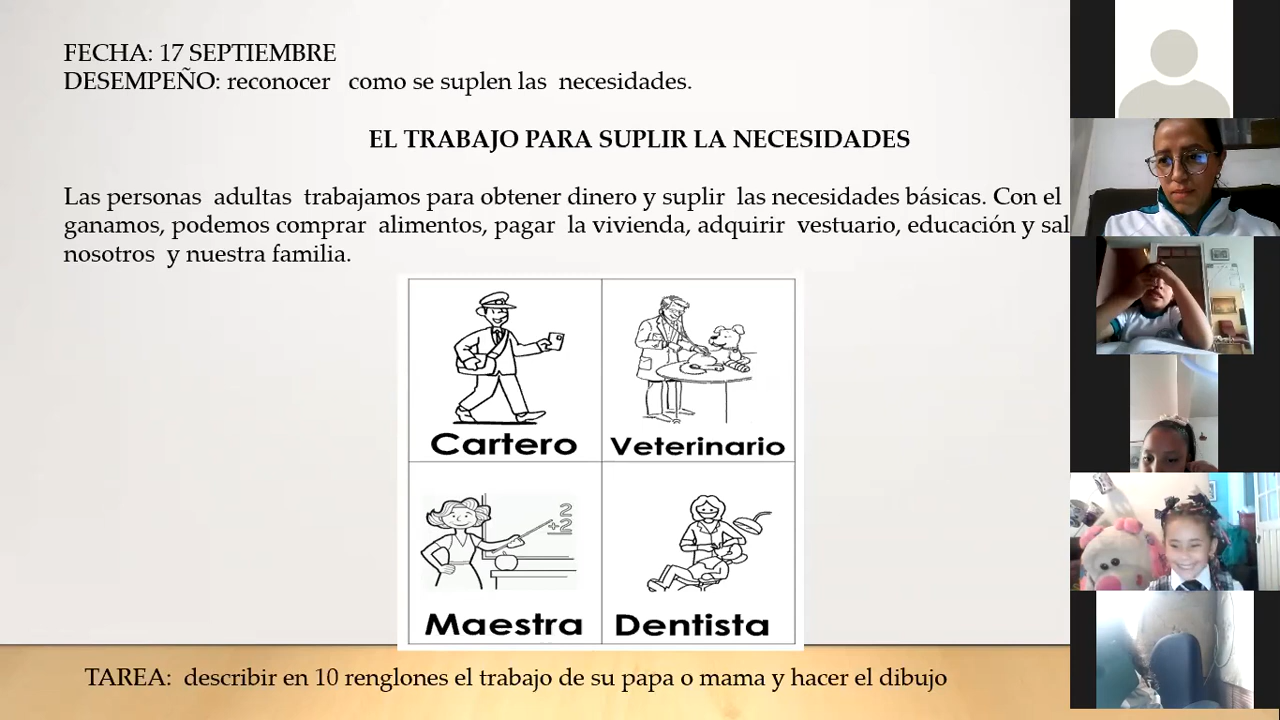 FECHA: 17 SEPTIEMBRE
DESEMPEÑO: reconocer como se suplen las necesidades.
EL TRABAJO PARA SUPLIR LA NECESIDADES
Las personas adultas trabajamos para obtener dinero y suplir las necesidades básicas. Con el
ganamos, podemos comprar alimentos, pagar la vivienda, adquirir vestuario, educación y sal
nosotros y nuestra familia.
Cartero
Veterinario
2
+2
Maestra
Dentista
TAREA: describir en 10 renglones el trabajo de su papa o mama y hacer el dibujo